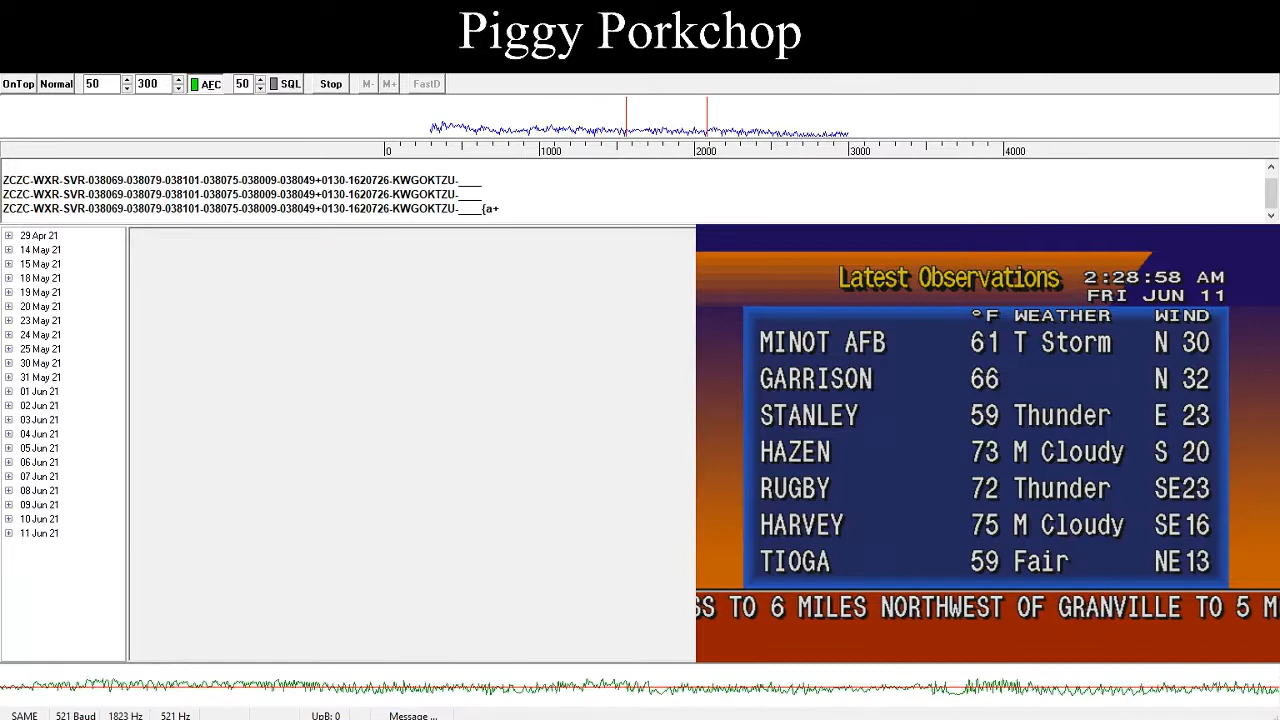 Piggy Porkchop
OnTop Normal 50 300 AFC 50 SQL Stop M- M+ FastD
0 1000 2000 3000 4000
ZCZC-WXR-SVR-038069-038079-038101-038075-038009-038049+0130-1620726-KWGOKTZU-____
ZCZC-WXR-SVR-038069-038079-038101-038075-038009-038049+0130-1620726-KWGOKTZU-____
ZCZC-WXR-SVR-038069-038079-038101-038075-038009-038049+0130-1620726-KWGOKTZU-____{a+
29 Apr 21
14 May 21
15 May 21
18 May 21
19 May 21
20 May 21
23 May 21
24 May 21
25 May 21
30 May 21
31 May 21
01 Jun 21
02 Jun 21
03 Jun 21
04 Jun 21
05 Jun 21
06 Jun 21
07 Jun 21
08 Jun 21
09 Jun 21
10 Jun 21
11 Jun 21
Latest Observations 2:28:58 AM
FRI JUN 11
°F WEATHER WIND
MINOT AFB 61 T Storm N 30
GARRISON 66 N 32
STANLEY 59 Thunder E 23
HAZEN 73 M Cloudy S 20
RUGBY 72 Thunder SE23
HARVEY 75 M Cloudy SE16
TIOGA 59 Fair NE13
SS TO 6 MILES NORTHWEST OF GRANVILLE TO 5 M
SAME 521 Baud 1823 Hz 521 Hz UpB: 0 Message ...